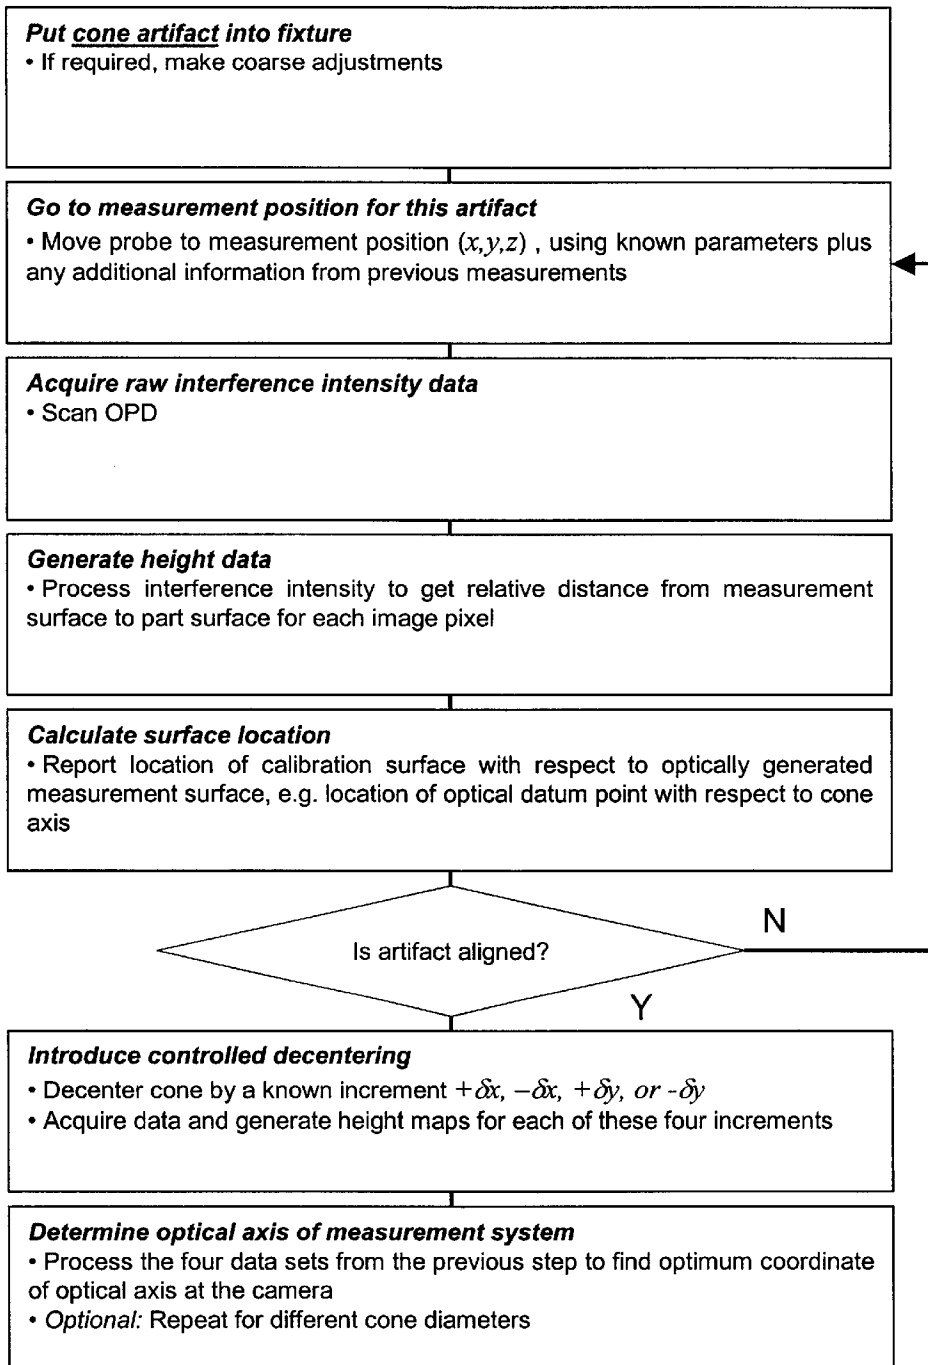 Put cone artifact into fixture
• If required, make coarse adjustments
Go to measurement position for this artifact
• Move probe to measurement position (x,y,z) , using known parameters plus
any additional information from previous measurements
Acquire raw interference intensity data
• Scan OPD
Generate height data
• Process interference intensity to get relative distance from measurement
surface to part surface for each image pixel
Calculate surface location
• Report location of calibration surface with respect to optically generated
measurement surface, e.g. location of optical datum point with respect to cone
axis
N
Is artifact aligned?
Y
Introduce controlled decentering
• Decenter cone by a known increment +δx, −δx, +δy, or -δy
• Acquire data and generate height maps for each of these four increments
Determine optical axis of measurement system
• Process the four data sets from the previous step to find optimum coordinate
of optical axis at the camera
• Optional: Repeat for different cone diameters